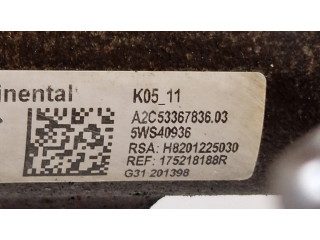 inental K05_11
A2C53367836.03
5WS40936
RSA: H8201225030
REF: 175218188R
G31 201398